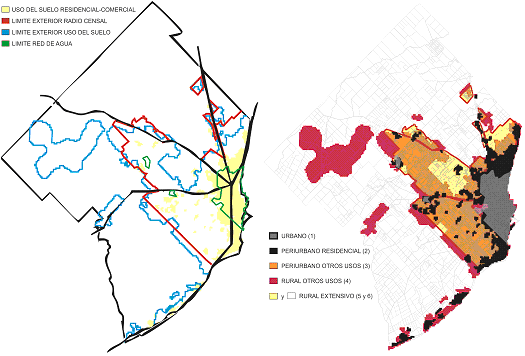 USO DEL SUELO RESIDENCIAL-COMERCIAL
LIMITE EXTERIOR RADIO CENSAL
LIMITE EXTERIOR USO DEL SUELO
LIMITE RED DE AGUA
URBANO (1)
PERIURBANO RESIDENCIAL (2)
PERIURBANO OTROS USOS (3)
RURAL OTROS USOS (4)
y RURAL EXTENSIVO (5 y 6)